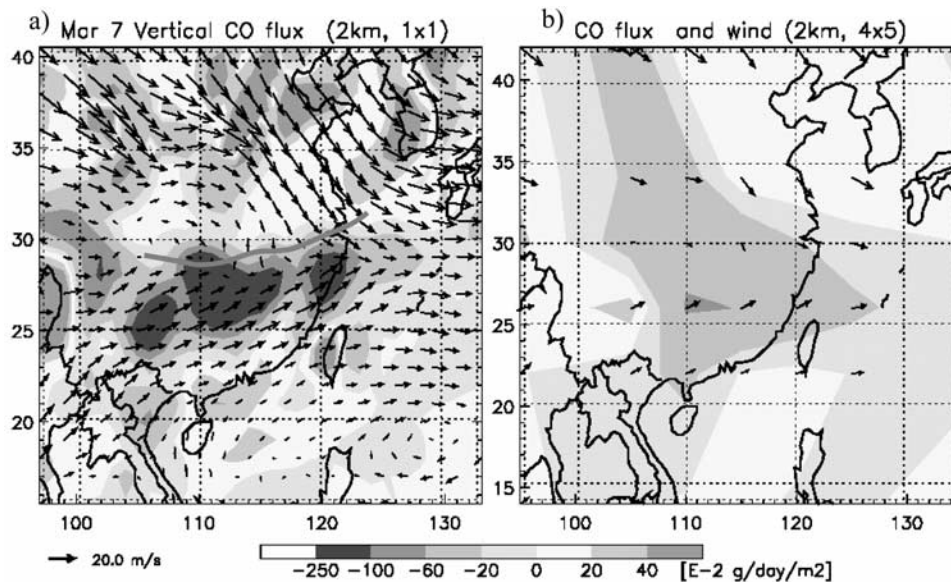 a) Mar 7 Vertical CO flux (2km, 1x1)
b) CO flux and wind (2km, 4x5)
40
35
30
25
20
100 110 120 130
40
35
30
25
20
15
100 110 120 130
20.0 m/s
-250 -100 -60 -20 0 20 40 [E-2 g/day/m2]